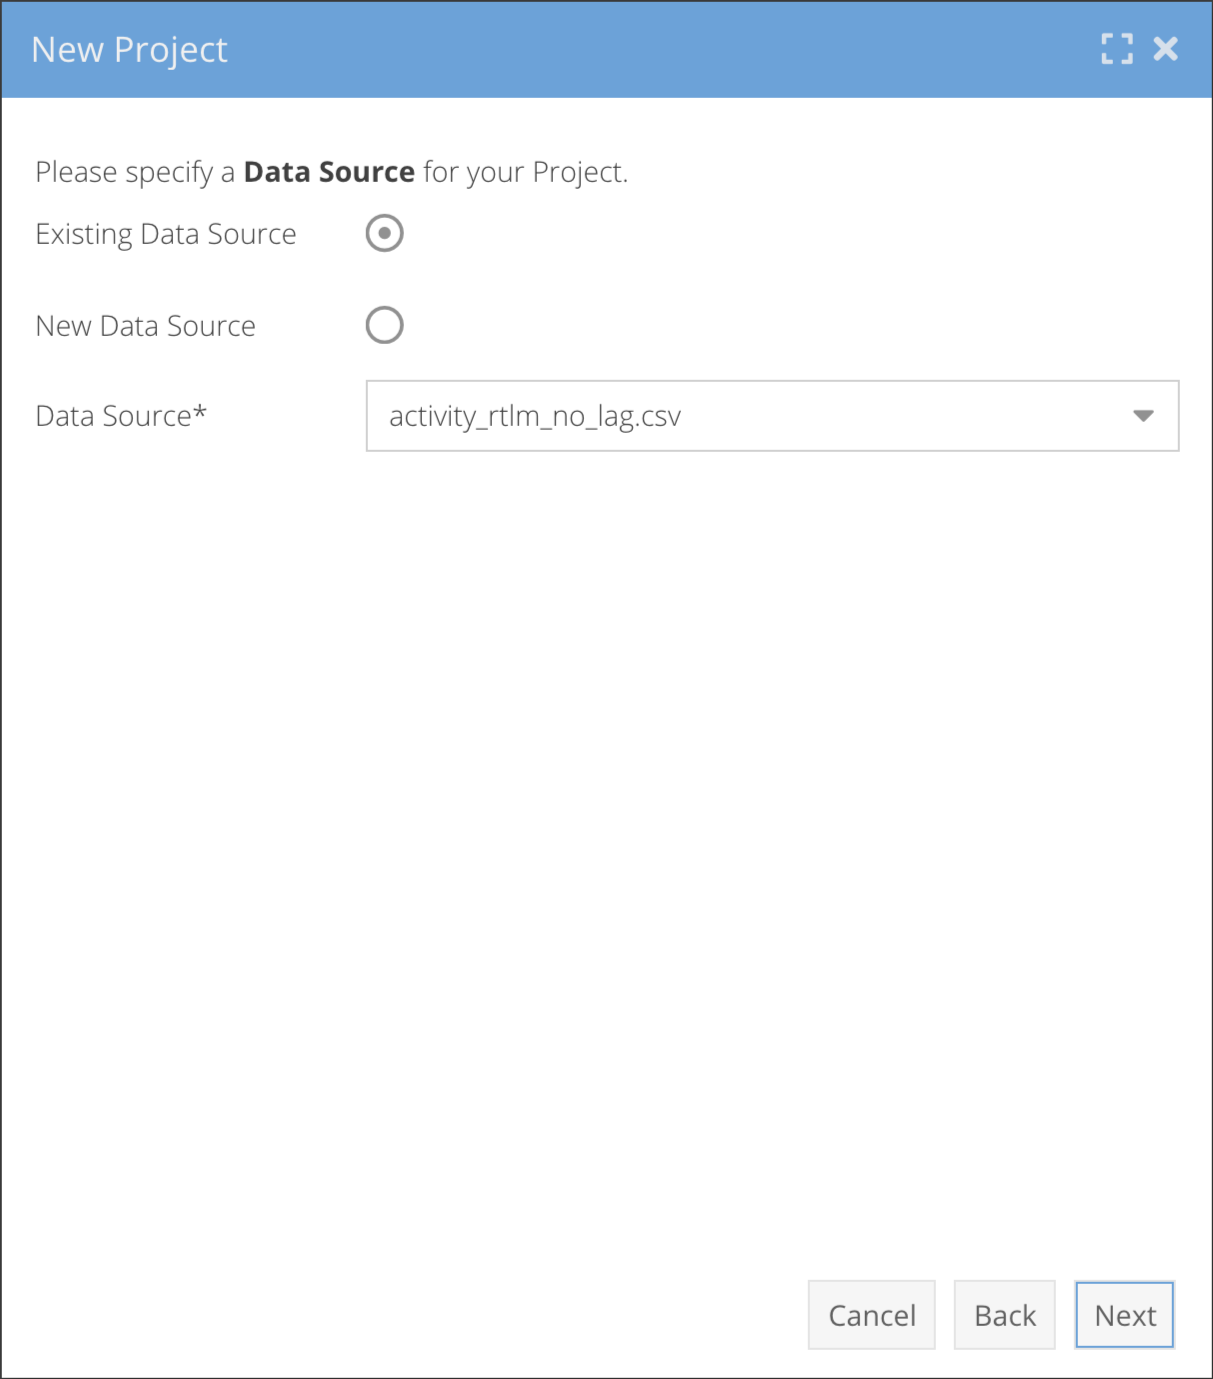 New Project
Please specify a Data Source for your Project.
Existing Data Source
New Data Source
Data Source* activity_rtlm_no_lag.csv
Cancel Back Next